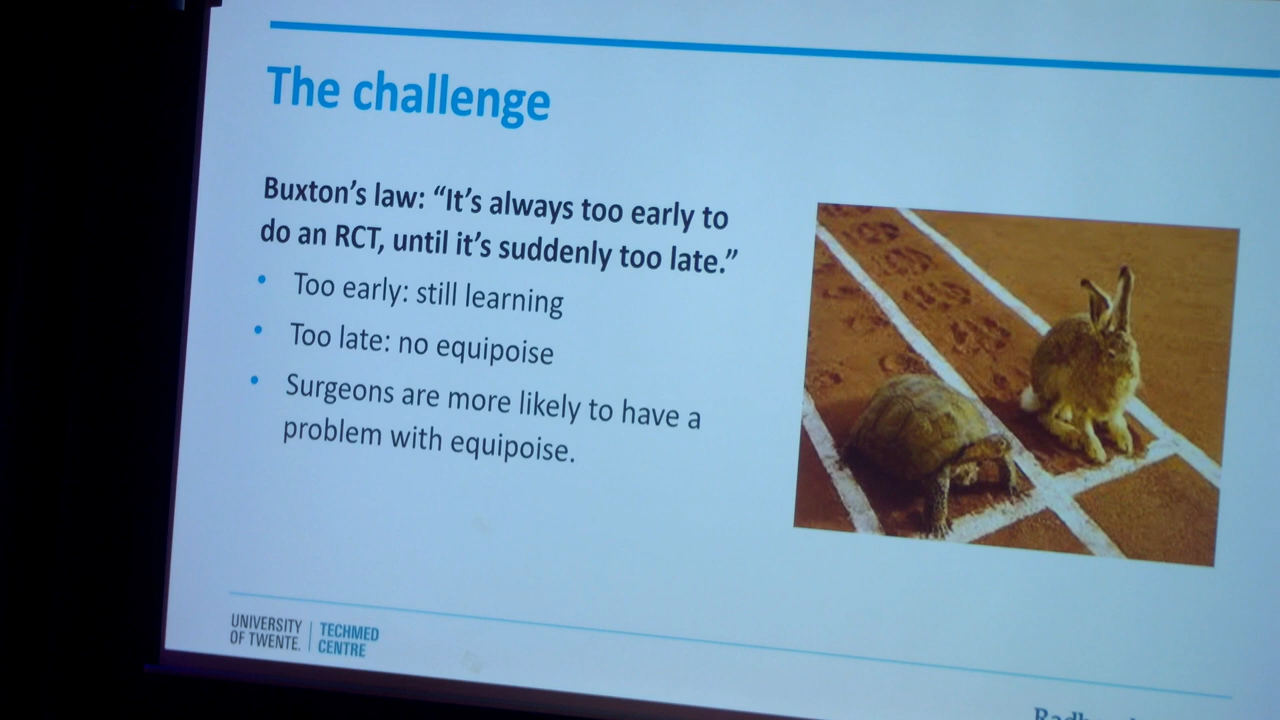 The challenge
Buxton's law: “It's always too early to
do an RCT, until it's suddenly too late.”
• Too early: still learning
• Too late: no equipoise
• Surgeons are more likely to have a
problem with equipoise.
UNIVERSITY
OF TWENTE.
TECHMED
CENTRE